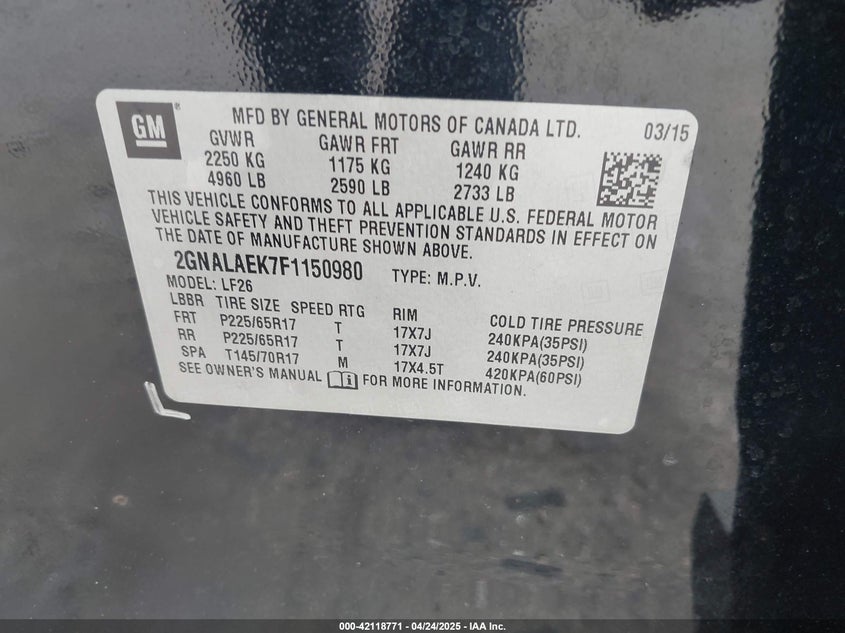 GM
MFD BY GENERAL MOTORS OF CANADA LTD. 03/15
GVWR GAWR FRT GAWR RR
2250 KG 1175 KG 1240 KG
4960 LB 2590 LB 2733 LB
THIS VEHICLE CONFORMS TO ALL APPLICABLE U.S. FEDERAL MOTOR
VEHICLE SAFETY AND THEFT PREVENTION STANDARDS IN EFFECT ON
THE DATE OF MANUFACTURE SHOWN ABOVE.
2GNALAEK7F1150980 TYPE: M.P.V.
MODEL: LF26
LBBR TIRE SIZE SPEED RTG RIM COLD TIRE PRESSURE
FRT P225/65R17 T 17X7J 240KPA(35PSI)
RR P225/65R17 T 17X7J 240KPA(35PSI)
SPA T145/70R17 M 17X4.5T 420KPA(60PSI)
SEE OWNER'S MANUAL FOR MORE INFORMATION.
000-42118771 - 04/24/2025 - IAA Inc.